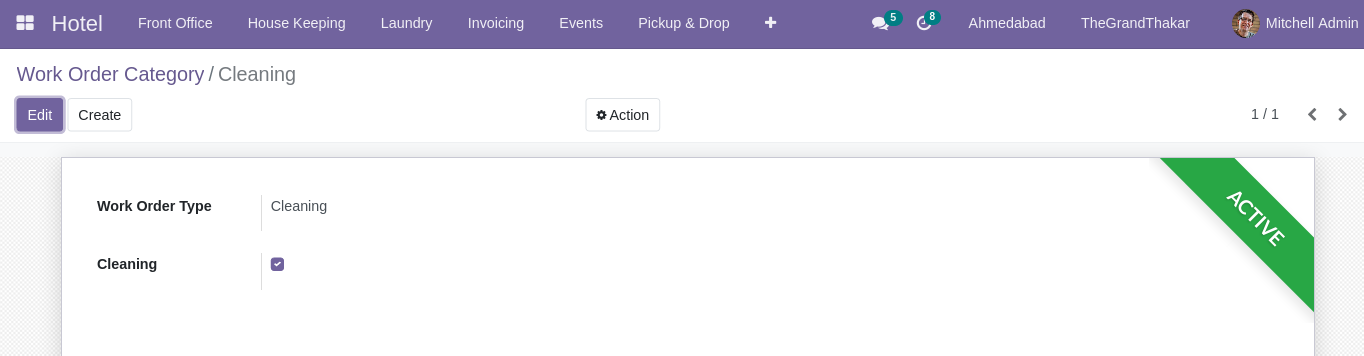 Hotel Front Office House Keeping Laundry Invoicing Events Pickup & Drop 5 8 Ahmedabad TheGrandThakar Mitchell Admin
Work Order Category / Cleaning
Edit Create Action 1 / 1
ACTIVE
Work Order Type Cleaning
Cleaning